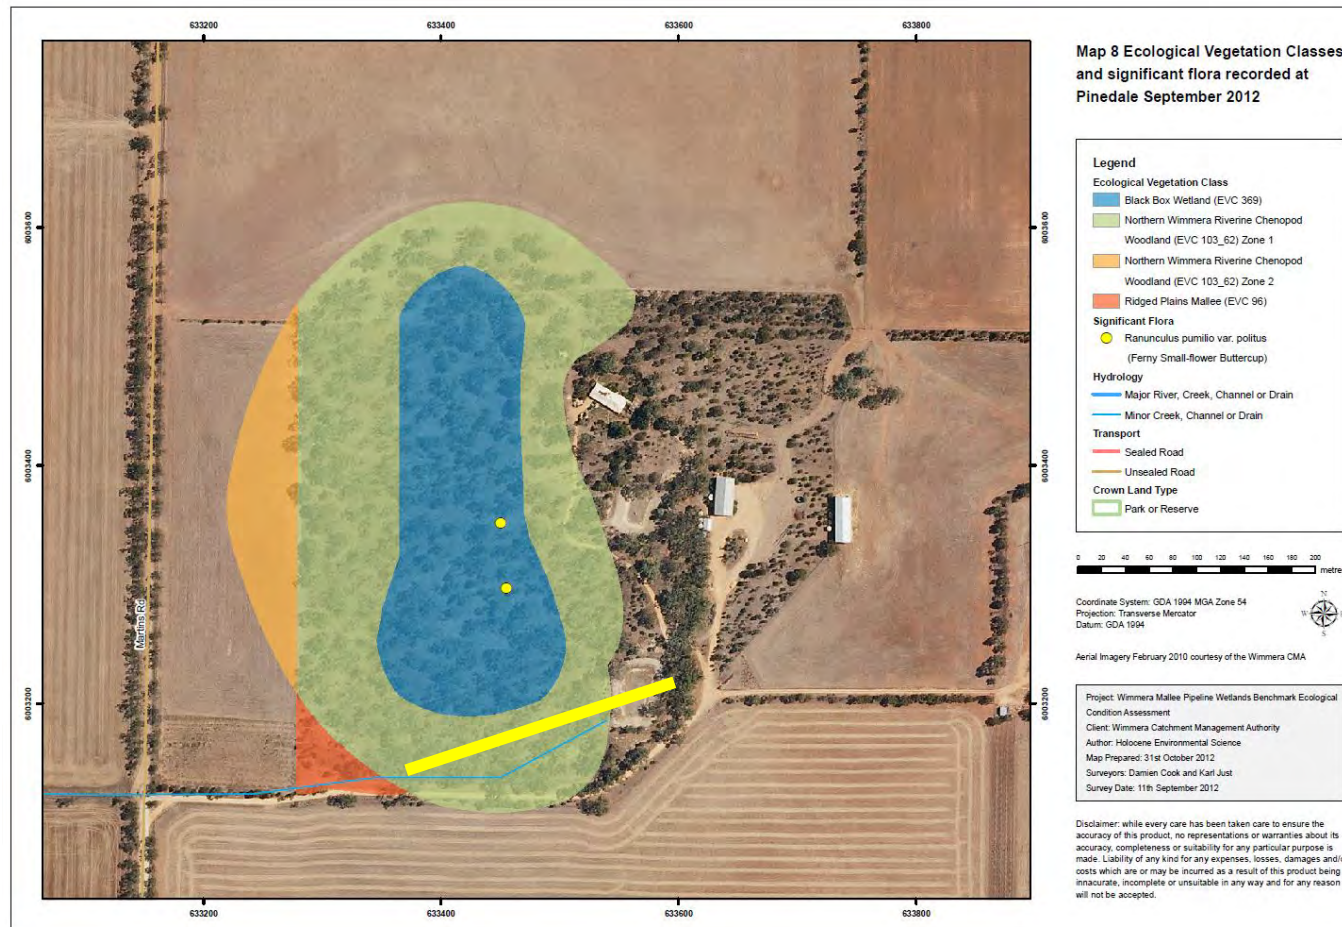 633200
633400
633600
633800
Map 8 Ecological Vegetation Classes
and significant flora recorded at
Pinedale September 2012
6003600
6003600
6003400
6003400
6003200
6003200
Martins Rd
Legend
Ecological Vegetation Class
Black Box Wetland (EVC 369)
Northern Wimmera Riverine Chenopod
Woodland (EVC 103_62) Zone 1
Northern Wimmera Riverine Chenopod
Woodland (EVC 103_62) Zone 2
Ridged Plains Mallee (EVC 96)
Significant Flora
Ranunculus pumilio var. politus
(Ferny Small-flower Buttercup)
Hydrology
Major River, Creek, Channel or Drain
Minor Creek, Channel or Drain
Transport
Sealed Road
Unsealed Road
Crown Land Type
Park or Reserve
0 20 40 60 80 100 120 140 160 180 200
metre
Coordinate System: GDA 1994 MGA Zone 54
Projection: Transverse Mercator
Datum: GDA 1994
N
W
S
Aerial Imagery February 2010 courtesy of the Wimmera CMA
Project: Wimmera Mallee Pipeline Wetlands Benchmark Ecological
Condition Assessment
Client: Wimmera Catchment Management Authority
Author: Holocene Environmental Science
Map Prepared: 31st October 2012
Surveyors: Damien Cook and Karl Just
Survey Date: 11th September 2012
Disclaimer: while every care has been taken care to ensure the
accuracy of this product, no representations or warranties about its
accuracy, completeness or suitability for any particular purpose is
made. Liability of any kind for any expenses, losses, damages and/
costs which are or may be incurred as a result of this product being
innacurate, incomplete or unsuitable in any way and for any reason
will not be accepted.
633200
633400
633600
633800